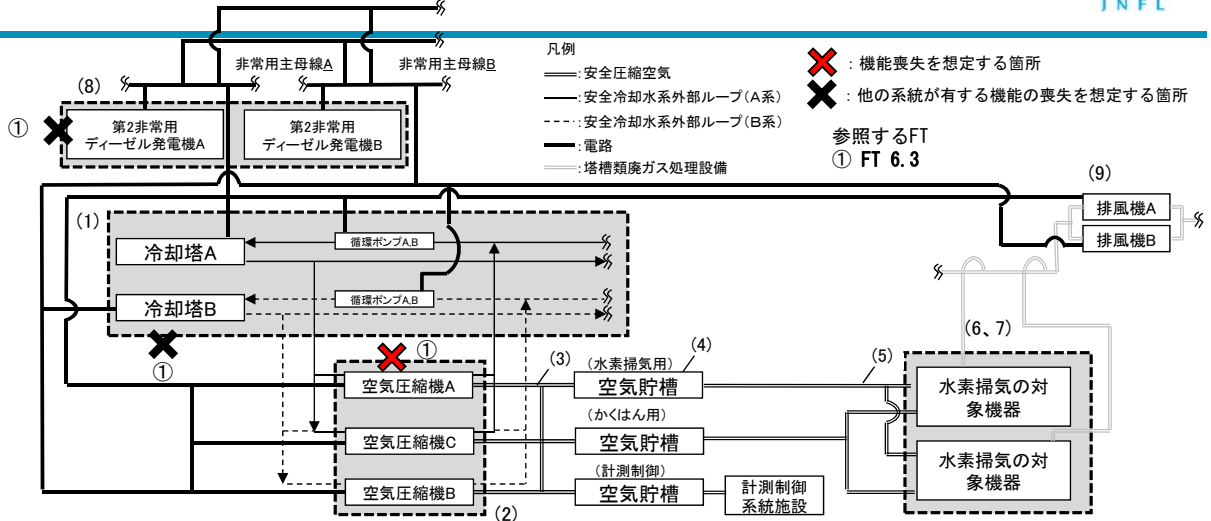 JNFL
非常用主母線A
非常用主母線B
凡例
:安全圧縮空気
:安全冷却水系外部ループ(A系)
:安全冷却水系外部ループ(B系)
:電路
:塔槽類廃ガス処理設備
:機能喪失を想定する箇所
:他の系統が有する機能の喪失を想定する箇所
参照するFT
① FT 6.3
(8)
①
第2非常用
ディーゼル発電機A
第2非常用
ディーゼル発電機B
(9)
排風機A
排風機B
(1)
冷却塔A
循環ポンプA,B
冷却塔B
循環ポンプA,B
①
①
(2)
空気圧縮機A
空気圧縮機C
空気圧縮機B
(3)
(水素掃気用)
(4)
空気貯槽
(かくはん用)
空気貯槽
(計測制御)
空気貯槽
計測制御
系統施設
(5)
(6、7)
水素掃気の対
象機器
水素掃気の対
象機器